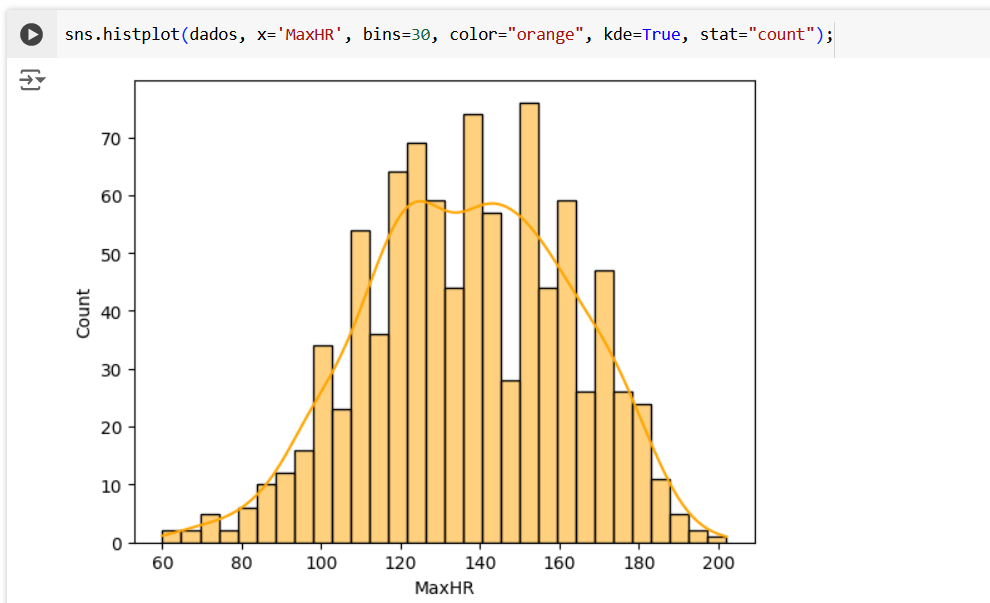 sns.histplot(dados, x='MaxHR', bins=30, color="orange", kde=True, stat="count");
70
60
50
40
30
20
10
0
Count
60 80 100 120 140 160 180 200
MaxHR